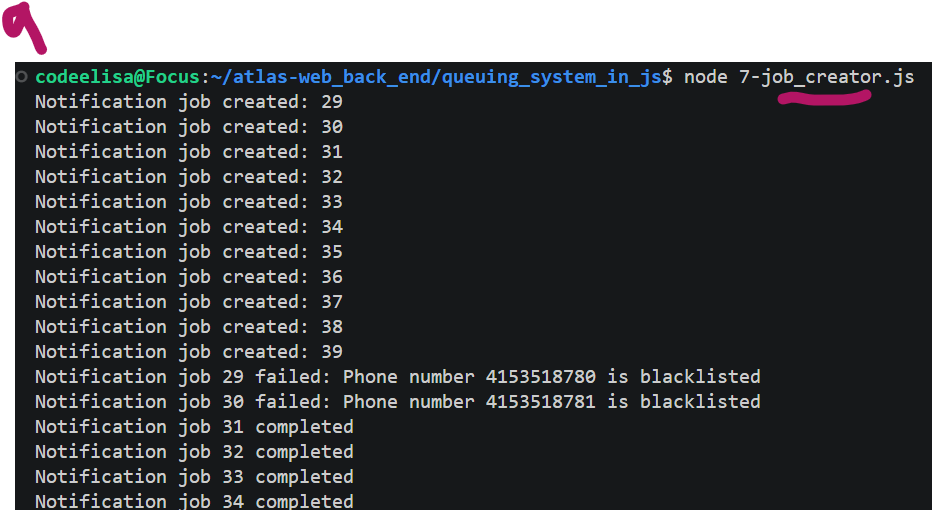 9
codeelisa@Focus:~/atlas-web_back_end/queuing_system_in_js$ node 7-job_creator.js
Notification job created: 29
Notification job created: 30
Notification job created: 31
Notification job created: 32
Notification job created: 33
Notification job created: 34
Notification job created: 35
Notification job created: 36
Notification job created: 37
Notification job created: 38
Notification job created: 39
Notification job 29 failed: Phone number 4153518780 is blacklisted
Notification job 30 failed: Phone number 4153518781 is blacklisted
Notification job 31 completed
Notification job 32 completed
Notification job 33 completed
Notification job 34 completed